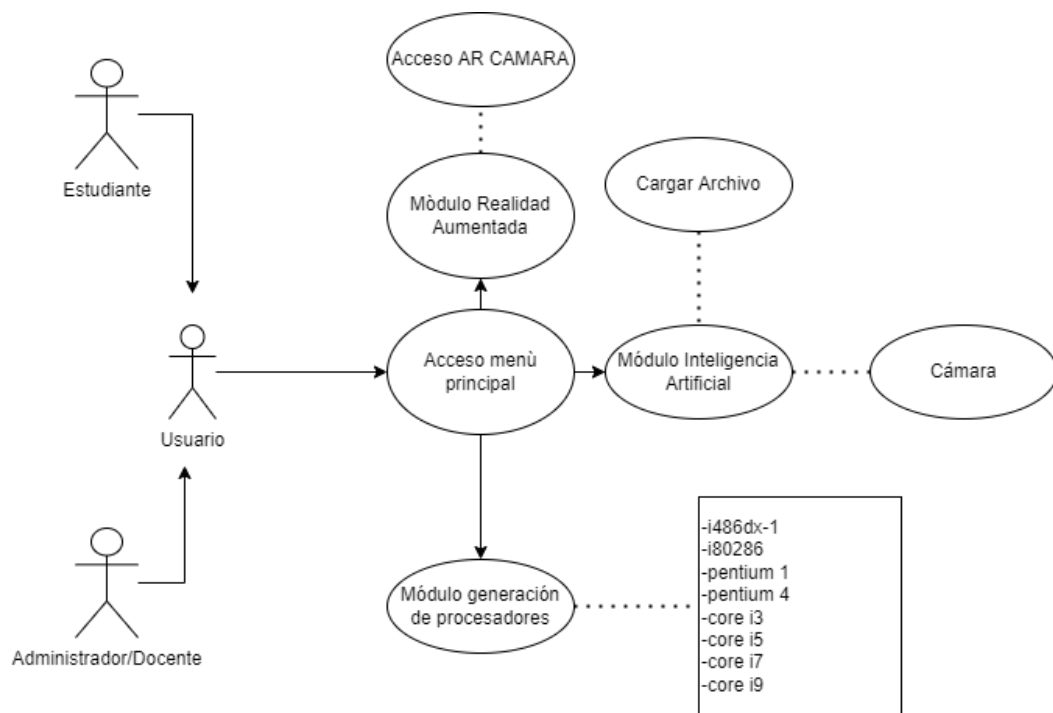 Acceso AR CAMARA
Estudiante
Mòdulo Realidad
Aumentada
Cargar Archivo
Usuario
Acceso menù
principal
Módulo Inteligencia
Artificial
Cámara
Administrador/Docente
Módulo generación
de procesadores
-i486dx-1
-i80286
-pentium 1
-pentium 4
-core i3
-core i5
-core i7
-core i9